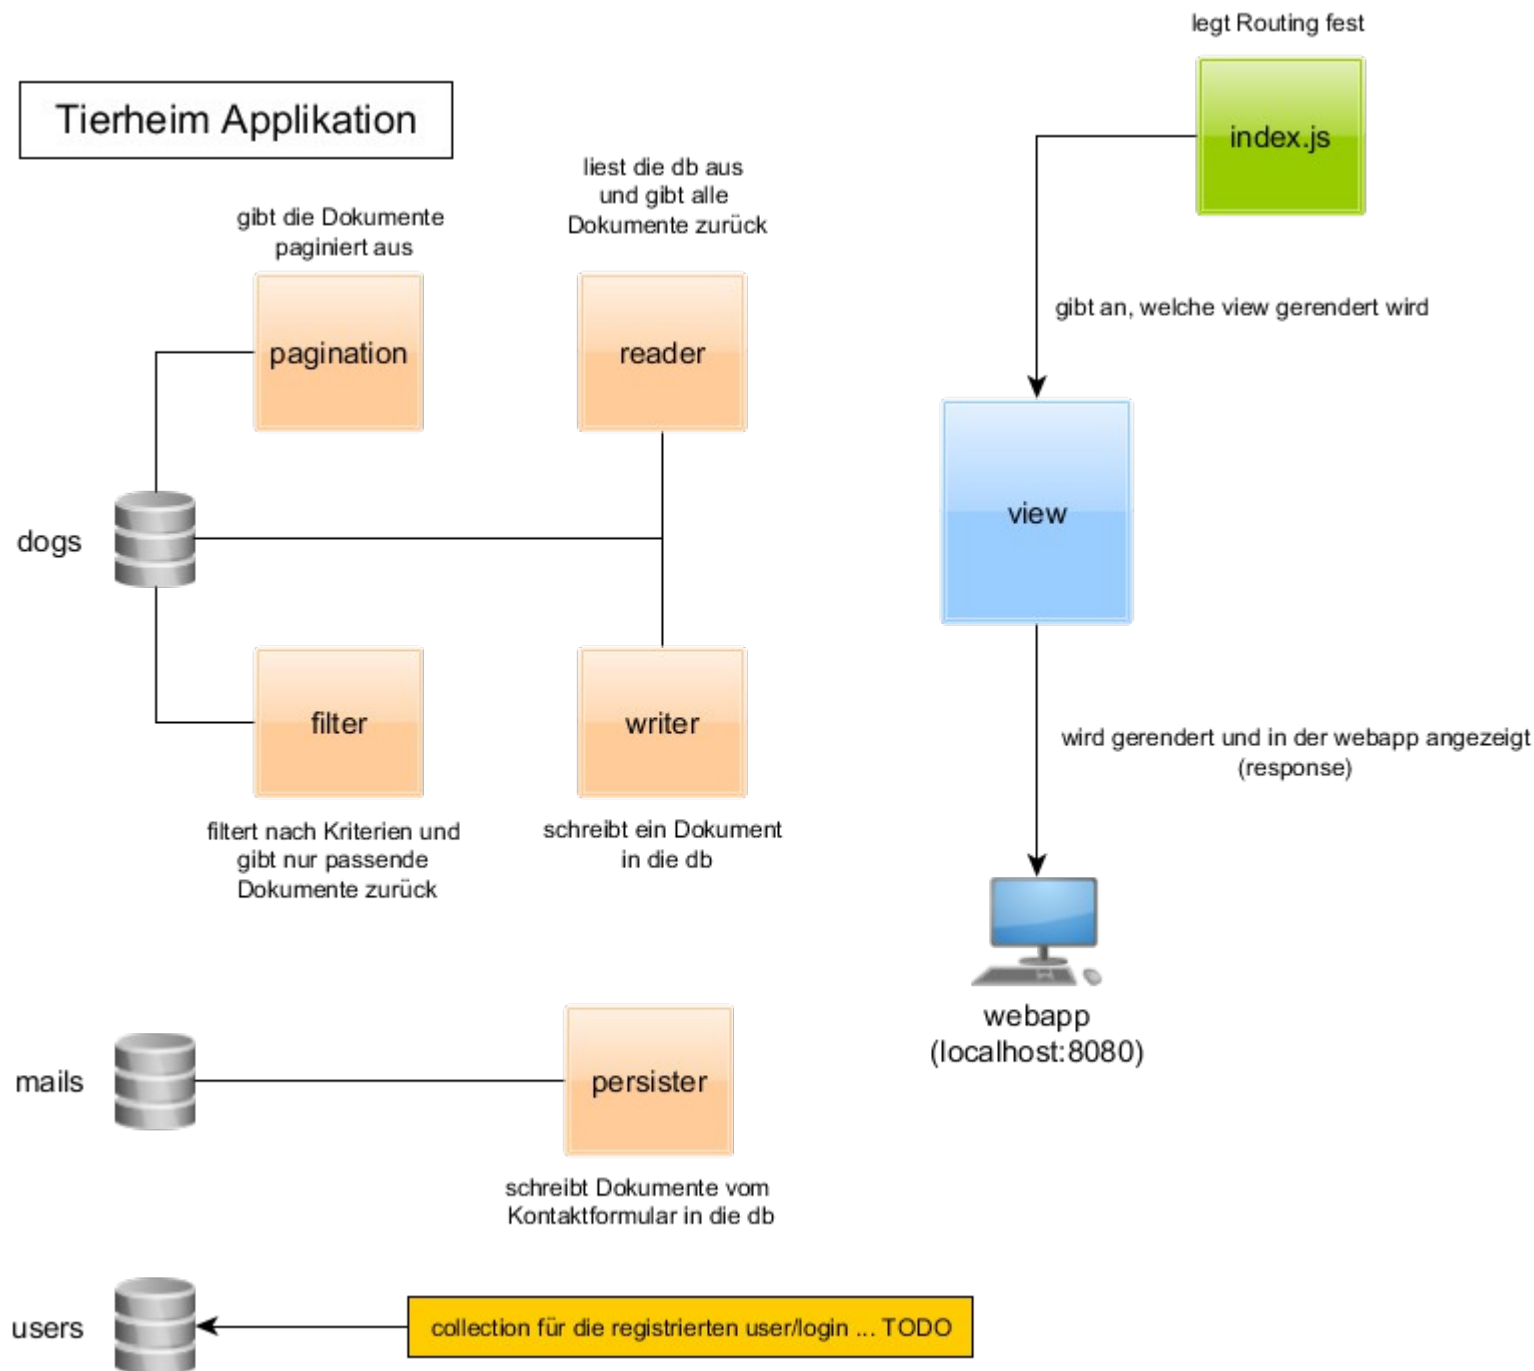 legt Routing fest
index.js
Tierheim Applikation
liest die db aus
und gibt alle
Dokumente zurück
gibt die Dokumente
paginiert aus
pagination
reader
gibt an, welche view gerendert wird
view
dogs
filter
writer
wird gerendert und in der webapp angezeigt
(response)
filtert nach Kriterien und
gibt nur passende
Dokumente zurück
schreibt ein Dokument
in die db
webapp
(localhost:8080)
mails
persister
schreibt Dokumente vom
Kontaktformular in die db
users
collection für die registrierten user/login ... TODO